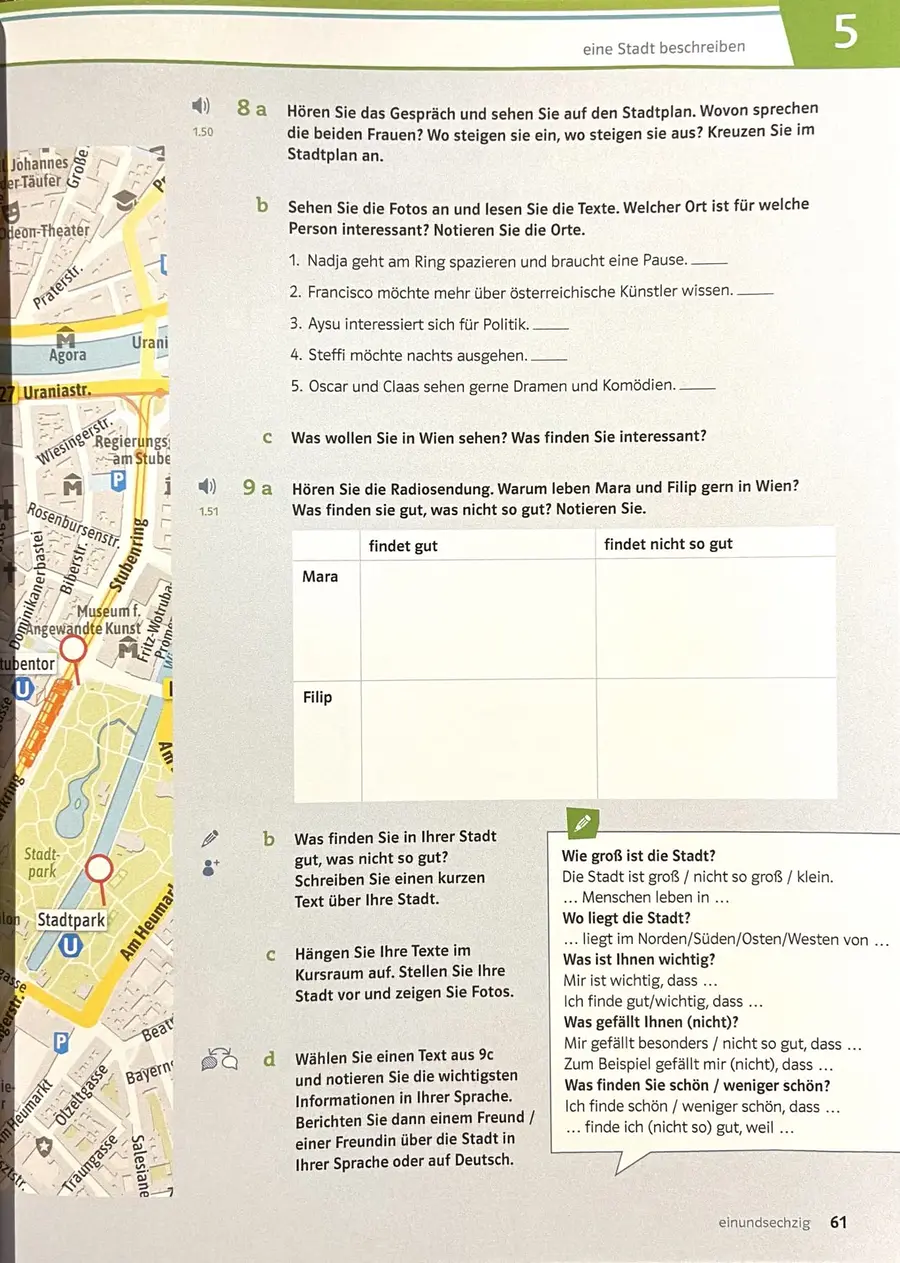 eine Stadt beschreiben
5
8 a
1.50
Hören Sie das Gespräch und sehen Sie auf den Stadtplan. Wovon sprechen
die beiden Frauen? Wo steigen sie ein, wo steigen sie aus? Kreuzen Sie im
Stadtplan an.
b
Sehen Sie die Fotos an und lesen Sie die Texte. Welcher Ort ist für welche
Person interessant? Notieren Sie die Orte.
1. Nadja geht am Ring spazieren und braucht eine Pause.
2. Francisco möchte mehr über österreichische Künstler wissen.
3. Aysu interessiert sich für Politik.
4. Steffi möchte nachts ausgehen.
5. Oscar und Claas sehen gerne Dramen und Komödien.
c
Was wollen Sie in Wien sehen? Was finden Sie interessant?
9 a
1.51
Hören Sie die Radiosendung. Warum leben Mara und Filip gern in Wien?
Was finden sie gut, was nicht so gut? Notieren Sie.
findet gut
findet nicht so gut
Mara
Filip
b
Was finden Sie in Ihrer Stadt
gut, was nicht so gut?
Schreiben Sie einen kurzen
Text über Ihre Stadt.
c
Hängen Sie Ihre Texte im
Kursraum auf. Stellen Sie Ihre
Stadt vor und zeigen Sie Fotos.
d
Wählen Sie einen Text aus 9c
und notieren Sie die wichtigsten
Informationen in Ihrer Sprache.
Berichten Sie dann einem Freund /
einer Freundin über die Stadt in
Ihrer Sprache oder auf Deutsch.
Wie groß ist die Stadt?
Die Stadt ist groß / nicht so groß / klein.
... Menschen leben in ...
Wo liegt die Stadt?
... liegt im Norden/Süden/Osten/Westen von ...
Was ist Ihnen wichtig?
Mir ist wichtig, dass ...
Ich finde gut/wichtig, dass ...
Was gefällt Ihnen (nicht)?
Mir gefällt besonders / nicht so gut, dass ...
Zum Beispiel gefällt mir (nicht), dass ...
Was finden Sie schön / weniger schön?
Ich finde schön / weniger schön, dass ...
... finde ich (nicht so) gut, weil ...
einundsechzig 61
Johannes
er Täufer
Große
deon-Theater
Praterstr.
Agora
Urani
27 Uraniastr.
Wiesingerstr.
Regierungs
am Stube
P
Rosenbursenstr.
Dominikanerbastei
Biberstr.
Stubenring
Museum f.
Angewandte Kunst
Fritz-Wotruba
Prom
tubentor
U
rkring
Am
Stadt-
park
Stadtpark
U
Am Heumar
gasse
gerstr.
P
Beat
Bayern
m Heumarkt
Ölzeltgasse
Traungasse
Salesiane